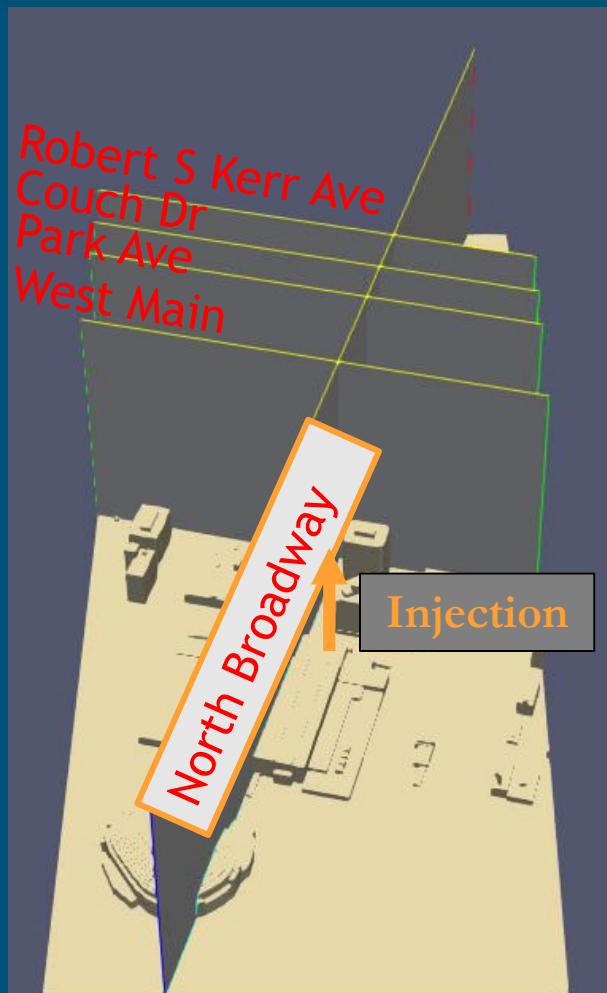 Robert S Kerr Ave
Couch Dr
Park Ave
West Main
North Broadway
Injection